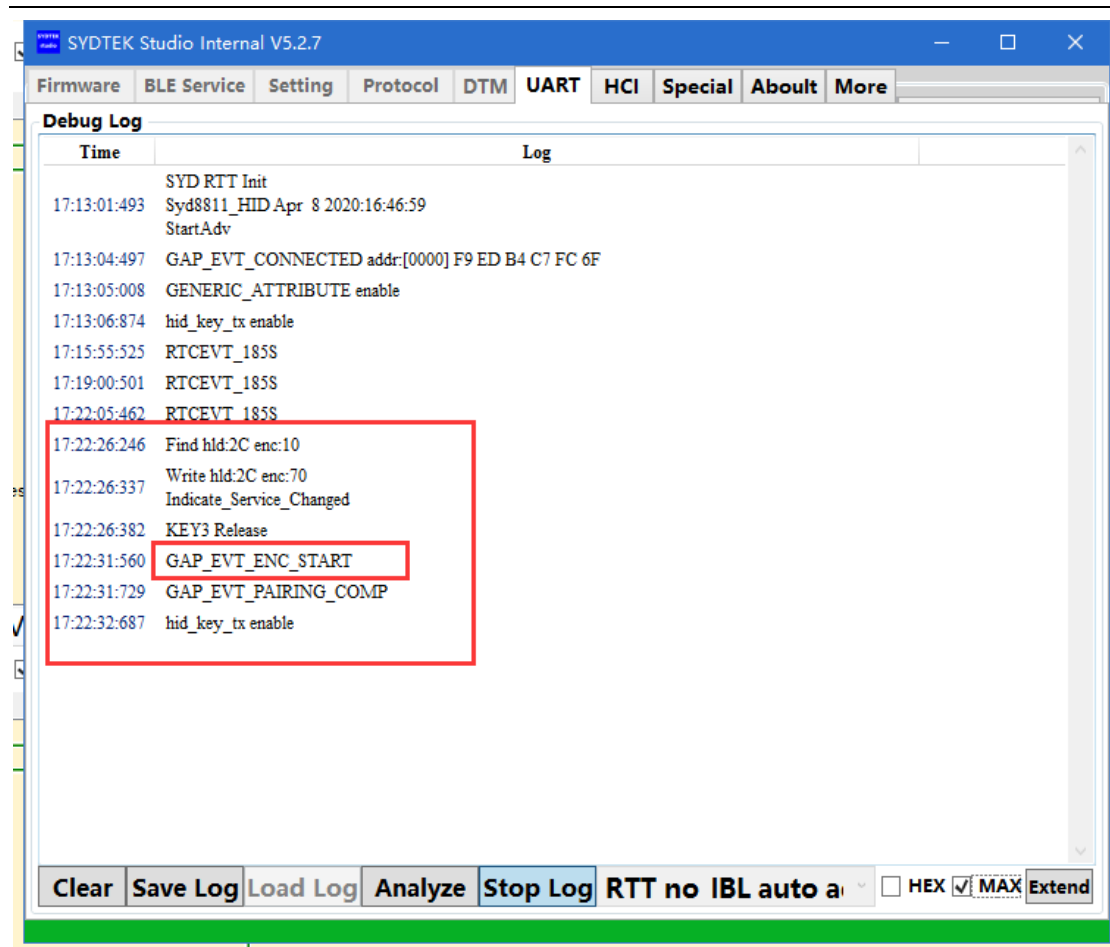 SYDTEK Studio Internal V5.2.7
Firmware BLE Service Setting Protocol DTM UART HCI Special Aboult More
Debug Log
Time Log
SYD RTT Init
17:13:01:493 Syd8811_HID Apr 8 2020:16:46:59
StartAdv
17:13:04:497 GAP_EVT_CONNECTED addr:[0000] F9 ED B4 C7 FC 6F
17:13:05:008 GENERIC_ATTRIBUTE enable
17:13:06:874 hid_key_tx enable
17:15:55:525 RTCEVT_185S
17:19:00:501 RTCEVT_185S
17:22:05:462 RTCEVT_185S
17:22:26:246 Find hld:2C enc:10
Write hld:2C enc:70
17:22:26:337
Indicate_Service_Changed
17:22:26:382 KEY3 Release
17:22:31:560 GAP_EVT_ENC_START
17:22:31:729 GAP_EVT_PAIRING_COMP
17:22:32:687 hid_key_tx enable
Clear Save Log Load Log Analyze Stop Log RTT no IBL auto HEX MAX Extend